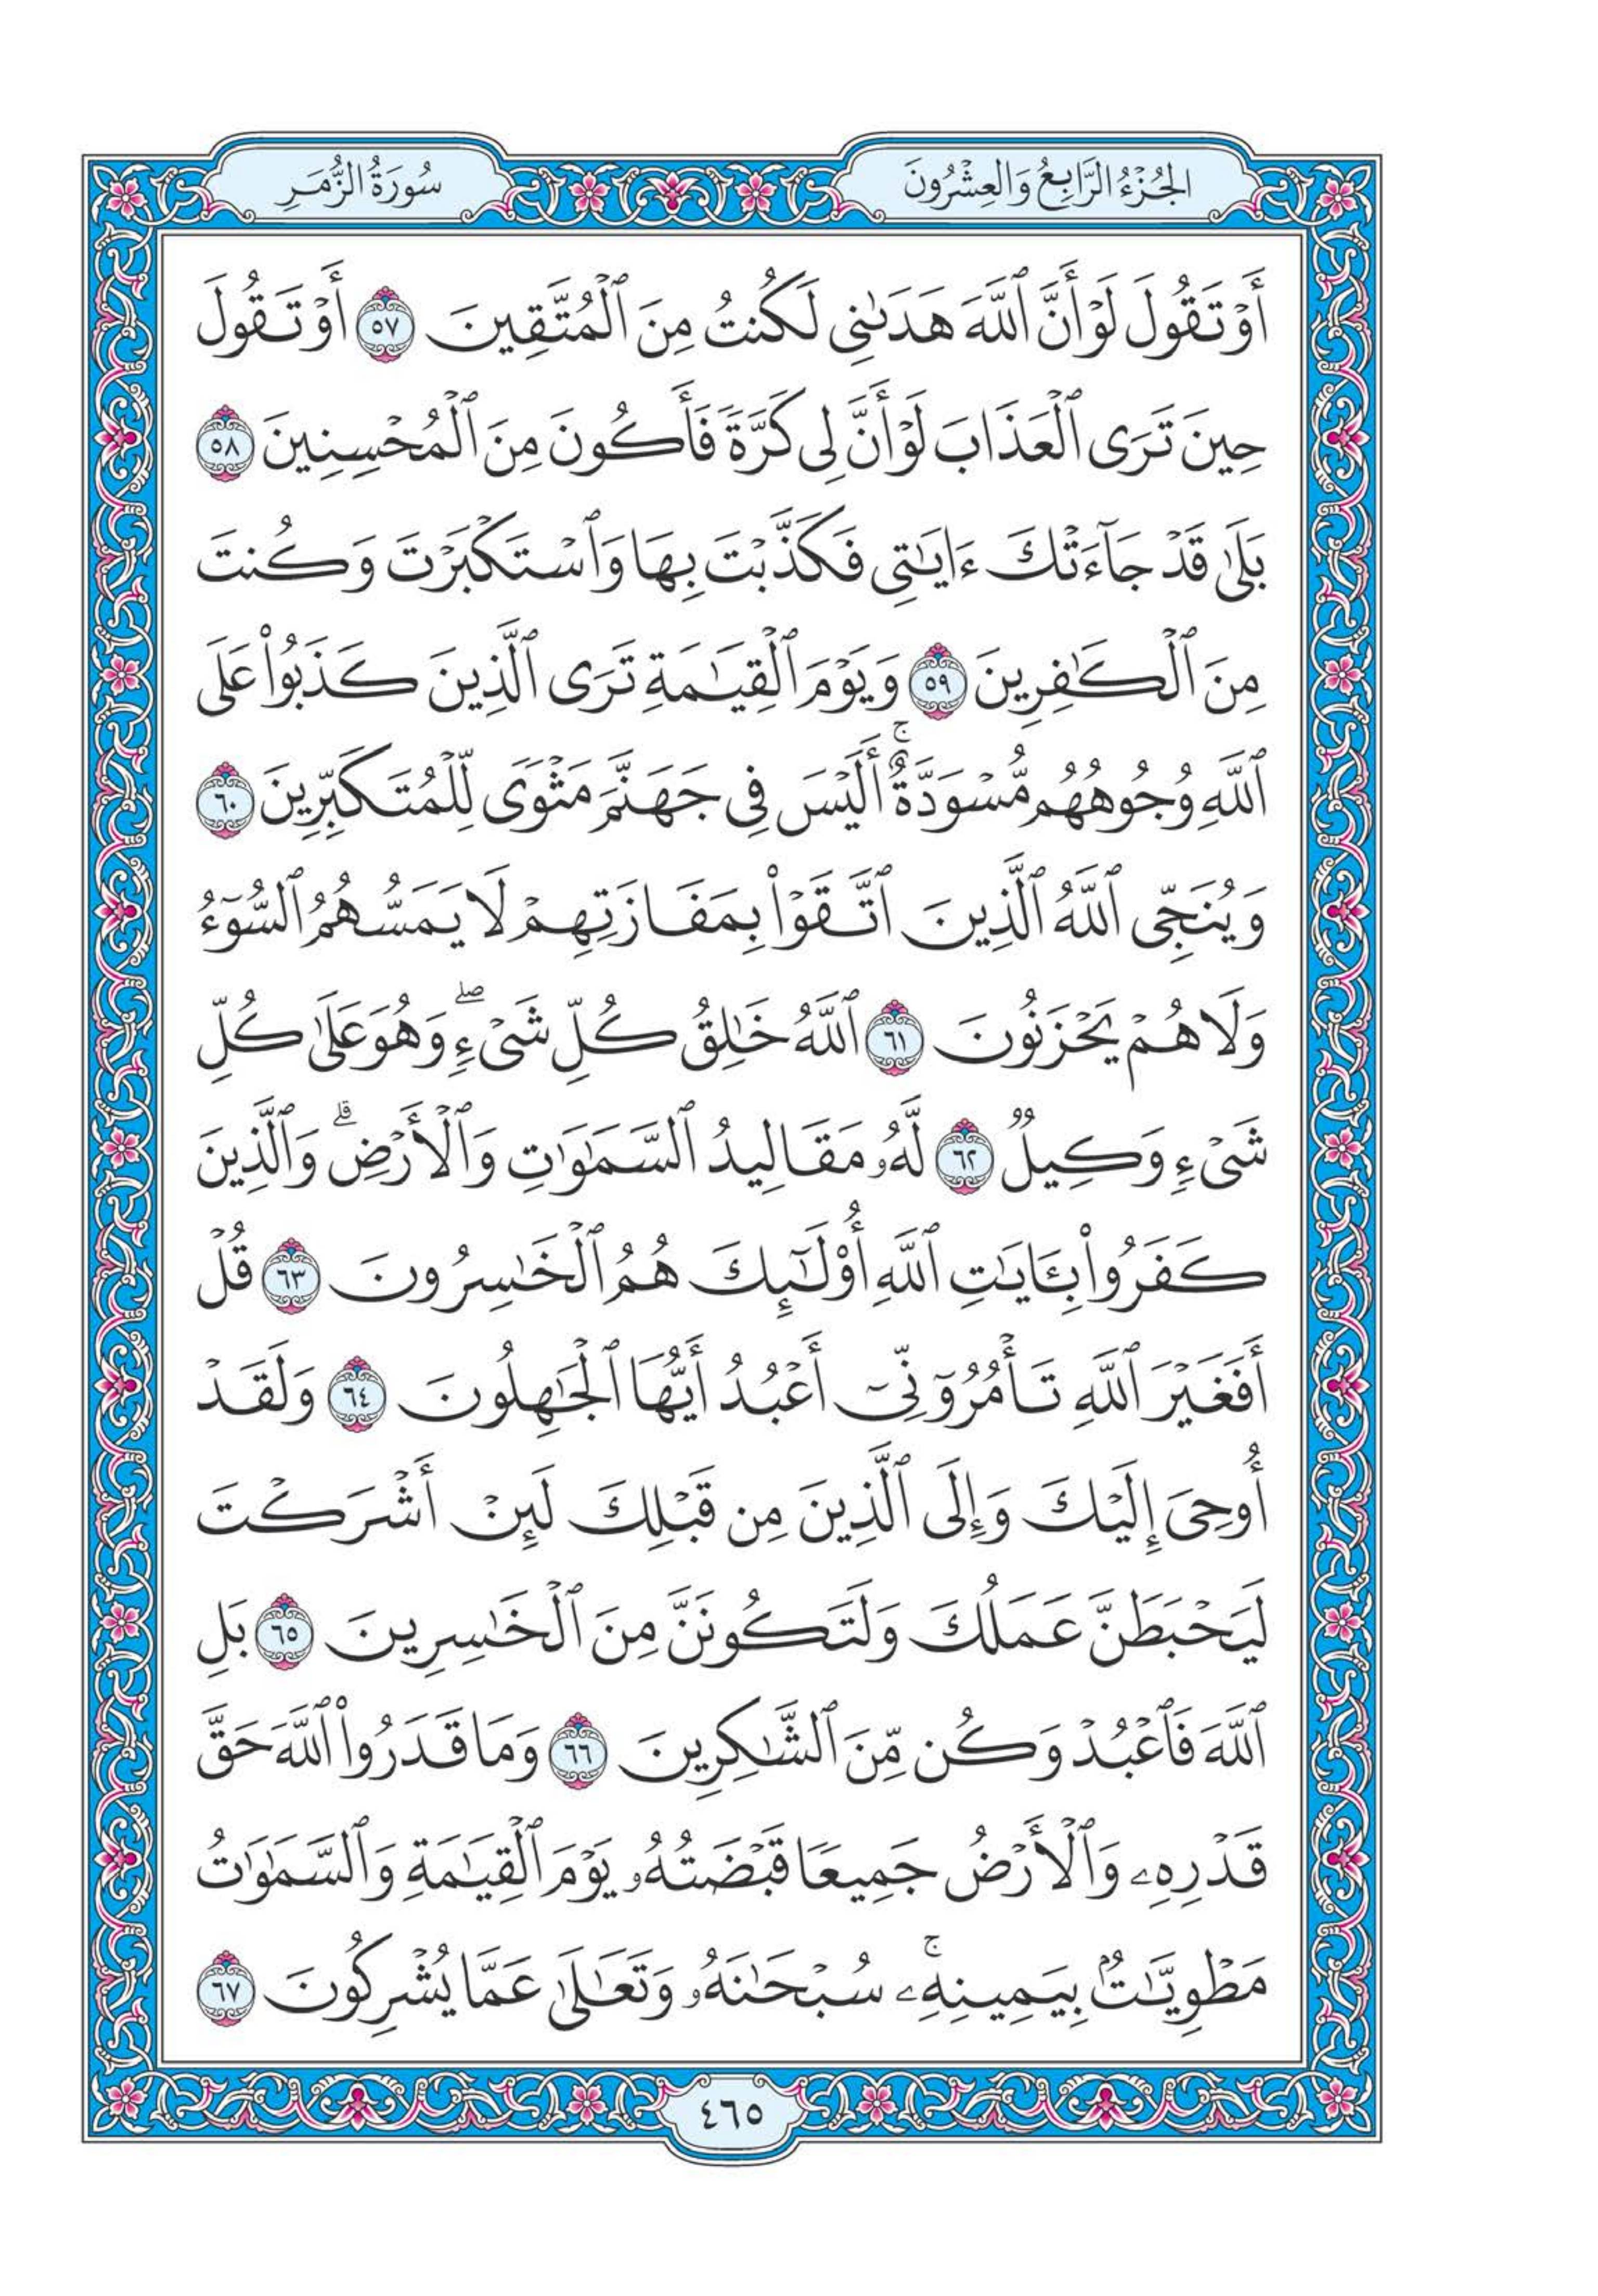 الجُزْءُ الرَّابِعُ وَالعِشْرُونَ
سُورَةُ الزُّمَرِ
أَوْ تَقُولَ لَوْ أَنَّ ٱللَّهَ هَدَىٰنِي لَكُنتُ مِنَ ٱلْمُتَّقِينَ ٥٧ أَوْ تَقُولَ
حِينَ تَرَى ٱلْعَذَابَ لَوْ أَنَّ لِي كَرَّةً فَأَكُونَ مِنَ ٱلْمُحْسِنِينَ ٥٨
بَلَىٰ قَدْ جَآءَتْكَ ءَايَٰتِي فَكَذَّبْتَ بِهَا وَٱسْتَكْبَرْتَ وَكُنتَ
مِنَ ٱلْكَٰفِرِينَ ٥٩ وَيَوْمَ ٱلْقِيَٰمَةِ تَرَى ٱلَّذِينَ كَذَبُوا۟ عَلَى
ٱللَّهِ وُجُوهُهُم مُّسْوَدَّةٌ ۚ أَلَيْسَ فِي جَهَنَّمَ مَثْوًى لِّلْمُتَكَبِّرِينَ ٦٠
وَيُنَجِّي ٱللَّهُ ٱلَّذِينَ ٱتَّقَوْا۟ بِمَفَازَتِهِمْ لَا يَمَسُّهُمُ ٱلسُّوٓءُ
وَلَا هُمْ يَحْزَنُونَ ٦١ ٱللَّهُ خَٰلِقُ كُلِّ شَيْءٍ ۖ وَهُوَ عَلَىٰ كُلِّ
شَيْءٍ وَكِيلٌ ٦٢ لَّهُۥ مَقَالِيدُ ٱلسَّمَٰوَٰتِ وَٱلْأَرْضِ ۗ وَٱلَّذِينَ
كَفَرُوا۟ بِـَٔايَٰتِ ٱللَّهِ أُو۟لَٰٓئِكَ هُمُ ٱلْخَٰسِرُونَ ٦٣ قُلْ
أَفَغَيْرَ ٱللَّهِ تَأْمُرُوٓنِّيٓ أَعْبُدُ أَيُّهَا ٱلْجَٰهِلُونَ ٦٤ وَلَقَدْ
أُوحِيَ إِلَيْكَ وَإِلَى ٱلَّذِينَ مِن قَبْلِكَ لَئِنْ أَشْرَكْتَ
لَيَحْبَطَنَّ عَمَلُكَ وَلَتَكُونَنَّ مِنَ ٱلْخَٰسِرِينَ ٦٥ بَلِ
ٱللَّهَ فَٱعْبُدْ وَكُن مِّنَ ٱلشَّٰكِرِينَ ٦٦ وَمَا قَدَرُوا۟ ٱللَّهَ حَقَّ
قَدْرِهِۦ وَٱلْأَرْضُ جَمِيعًا قَبْضَتُهُۥ يَوْمَ ٱلْقِيَٰمَةِ وَٱلسَّمَٰوَٰتُ
مَطْوِيَّٰتٌۢ بِيَمِينِهِۦ ۚ سُبْحَٰنَهُۥ وَتَعَٰلَىٰ عَمَّا يُشْرِكُونَ ٦٧
٤٦٥